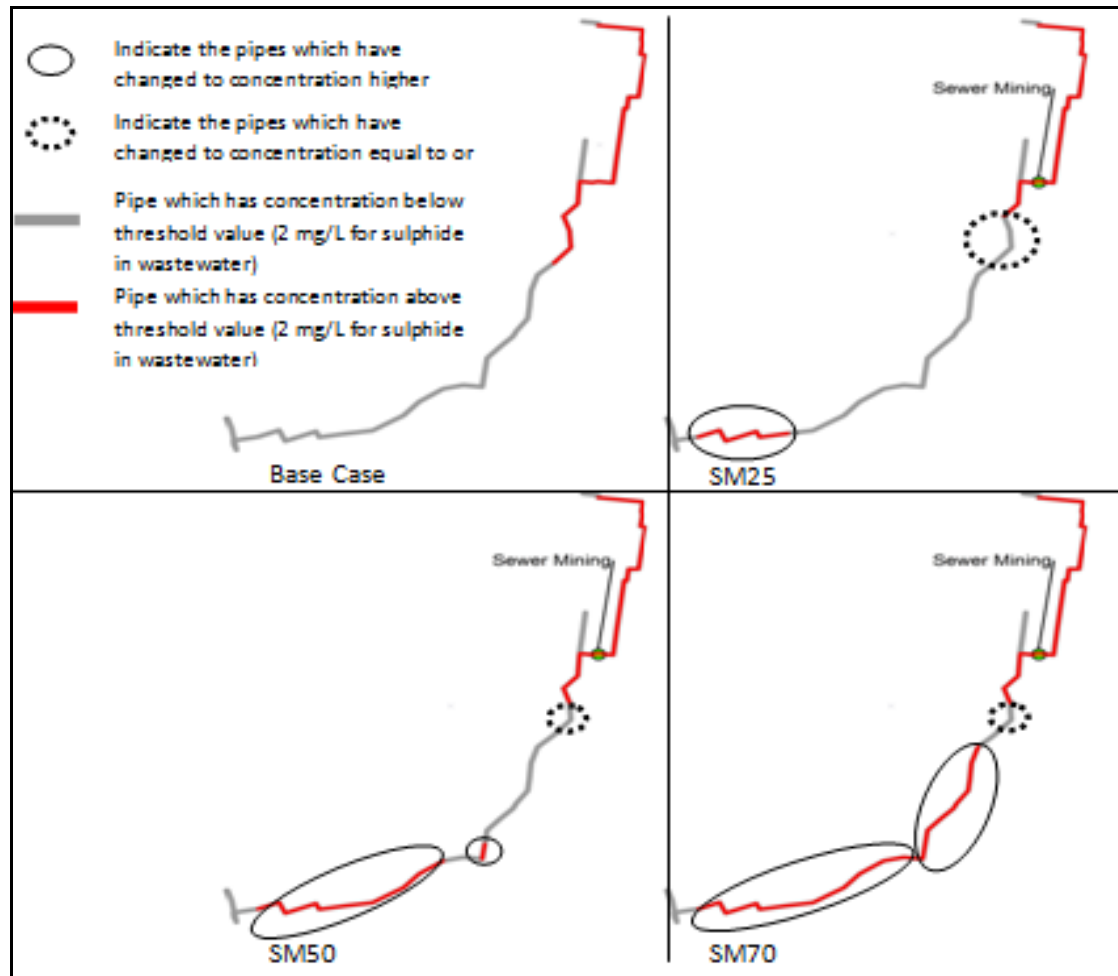 Indicate the pipes which have
changed to concentration higher
Indicate the pipes which have
changed to concentration equal to or
Pipe which has concentration below
threshold value (2 mg/L for sulphide
in wastewater)
Pipe which has concentration above
threshold value (2 mg/L for sulphide
in wastewater)
Base Case
Sewer Mining
SM25
Sewer Mining
SM50
Sewer Mining
SM70